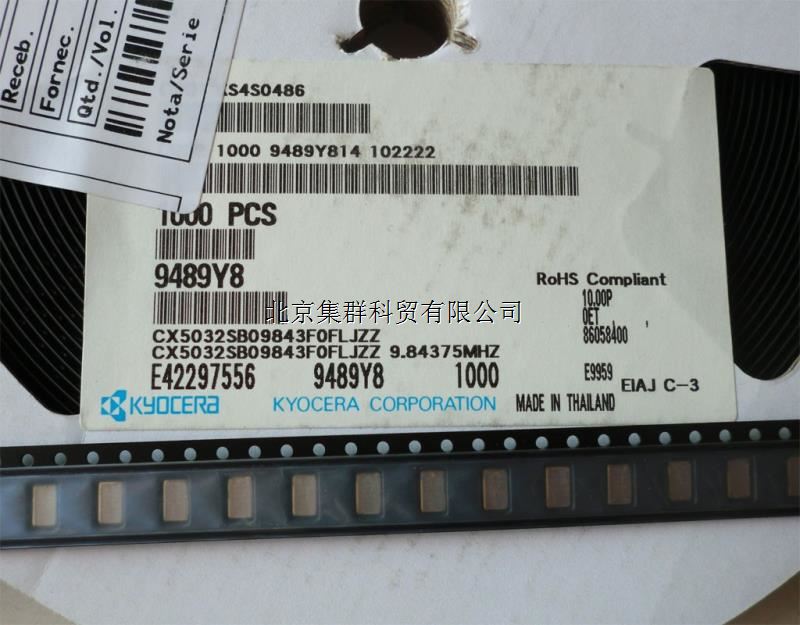 Receb.
Fornec.
Qtd./Vol.
Nota/Serie
S4S0486
1000 9489Y814 102222
1000 PCS
9489Y8
RoHS Compliant
10.00P
0ET ,
86058400
北京集群科贸有限公司
CX5032SB09843F0FLJZZ
CX5032SB09843F0FLJZZ 9.84375MHZ
E42297556 9489Y8 1000
E9959
EIAJ C-3
KYOCERA
KYOCERA CORPORATION
MADE IN THAILAND